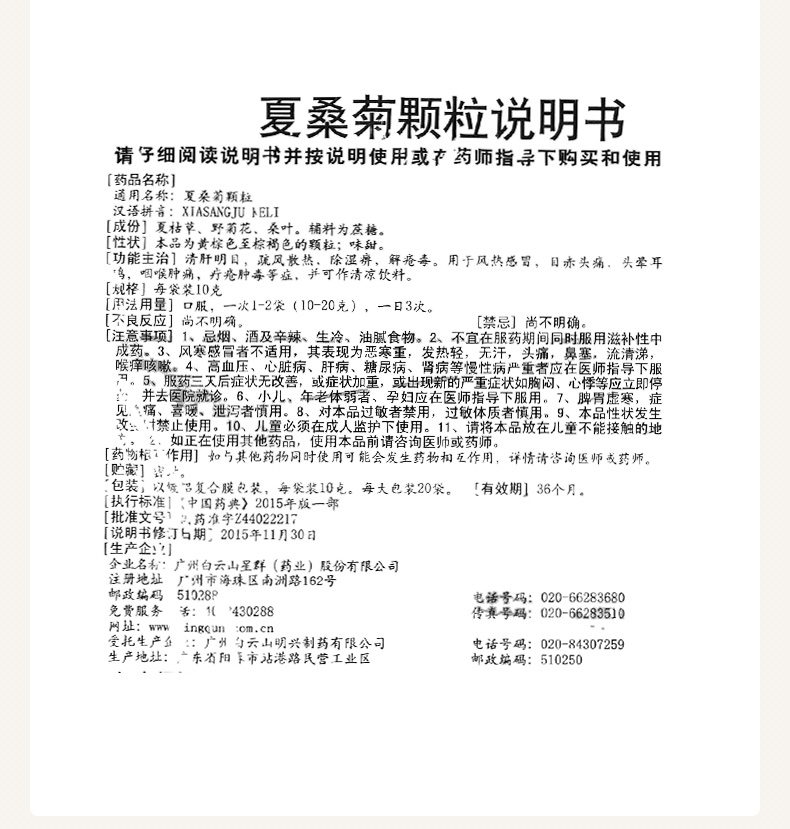 夏桑菊颗粒说明书
请仔细阅读说明书并按说明使用或在药师指导下购买和使用
[药品名称]
通用名称：夏桑菊颗粒
汉语拼音：XIASANGJU KELI
[成份] 夏枯草、野菊花、桑叶。辅料为蔗糖。
[性状] 本品为黄棕色至棕褐色的颗粒；味甜。
[功能主治] 清肝明目，疏风散热，除湿痹，解疮毒。用于风热感冒，目赤头痛，头晕耳
鸣，咽喉肿痛，疔疮肿毒等症，并可作清凉饮料。
[规格] 每袋装10克
[用法用量] 口服，一次1-2袋（10-20克），一日3次。
[不良反应] 尚不明确。 [禁忌] 尚不明确。
[注意事项] 1、忌烟、酒及辛辣、生冷、油腻食物。2、不宜在服药期间同时服用滋补性中
成药。3、风寒感冒者不适用，其表现为恶寒重，发热轻，无汗，头痛，鼻塞，流清涕，
喉痒咳嗽。4、高血压、心脏病、肝病、糖尿病、肾病等慢性病严重者应在医师指导下服
用。5、服药三天后症状无改善，或症状加重，或出现新的严重症状如胸闷、心悸等应立即停
并去医院就诊。6、小儿、年老体弱者、孕妇应在医师指导下服用。7、脾胃虚寒，症
见腹痛、喜暖、泄泻者慎用。8、对本品过敏者禁用，过敏体质者慎用。9、本品性状发生
改变时禁止使用。10、儿童必须在成人监护下使用。11、请将本品放在儿童不能接触的地
如正在使用其他药品，使用本品前请咨询医师或药师。
[药物相互作用] 如与其他药物同时使用可能会发生药物相互作用，详情请咨询医师或药师。
[贮藏] 密
[包装] 以镀铝复合膜包装，每袋装10克。每大包装20袋。 [有效期] 36个月。
[执行标准]《中国药典》2015年版一部
[批准文号] 国药准字Z44022217
[说明书修订日期] 2015年11月30日
[生产企业]
企业名称：广州白云山星群（药业）股份有限公司
注册地址 广州市海珠区南洲路162号
邮政编码 510288 电话号码：020-66283680
免费服务 430288 传真号码：020-66283510
网址：www ingqun com.cn
受托生产企 ：广州白云山明兴制药有限公司 电话号码：020-84307259
生产地址：广东省阳 市站港路民营工业区 邮政编码：510250